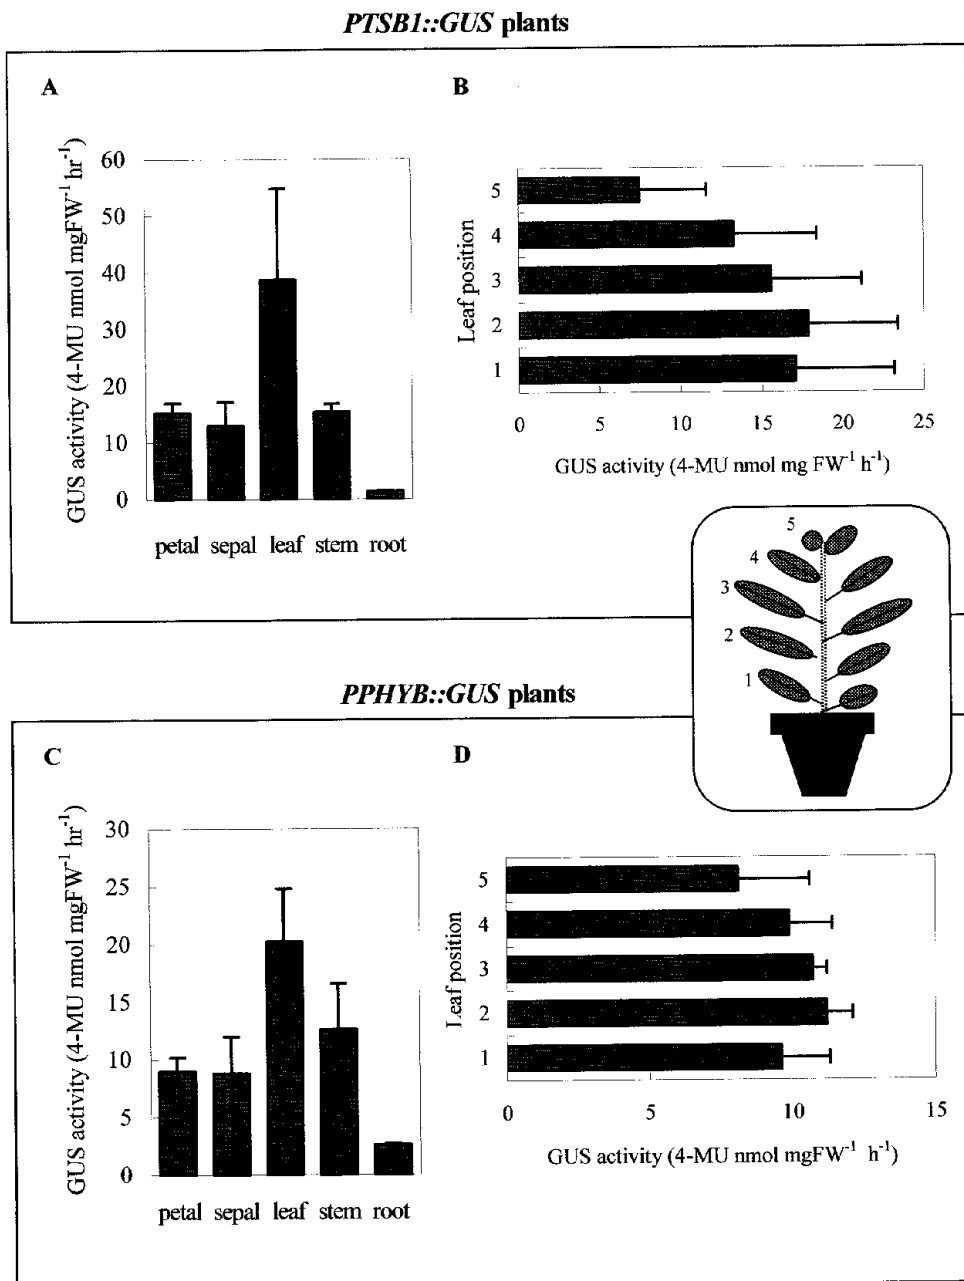 PTSB1::GUS plants
A
GUS activity (4-MU nmol mgFW-1 hr-1)
60
50
40
30
20
10
0
petal sepal leaf stem root
B
Leaf position
5
4
3
2
1
0 5 10 15 20 25
GUS activity (4-MU nmol mg FW-1 h-1)
5
4
3
2
1
PPHYB::GUS plants
C
GUS activity (4-MU nmol mgFW-1 hr-1)
30
25
20
15
10
5
0
petal sepal leaf stem root
D
Leaf position
5
4
3
2
1
0 5 10 15
GUS activity (4-MU nmol mgFW-1 h-1)